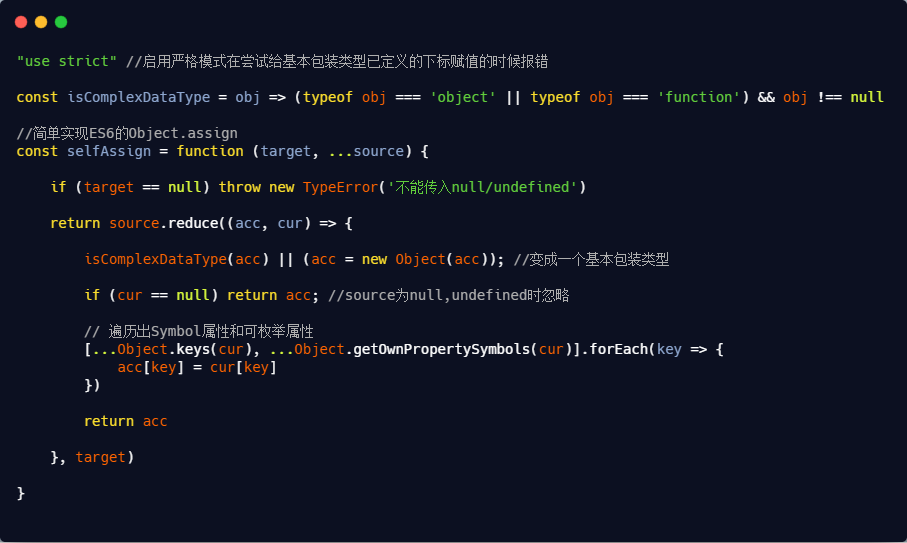 "use strict" //启用严格模式在尝试给基本包装类型已定义的下标赋值的时候报错
const isComplexDataType = obj => (typeof obj === 'object' || typeof obj === 'function') && obj !== null
//简单实现ES6的Object.assign
const selfAssign = function (target, ...source) {
    if (target == null) throw new TypeError('不能传入null/undefined')
    return source.reduce((acc, cur) => {
        isComplexDataType(acc) || (acc = new Object(acc)); //变成一个基本包装类型
        if (cur == null) return acc; //source为null,undefined时忽略
        // 遍历出Symbol属性和可枚举属性
        [...Object.keys(cur), ...Object.getOwnPropertySymbols(cur)].forEach(key => {
            acc[key] = cur[key]
        })
        return acc
    }, target)
}